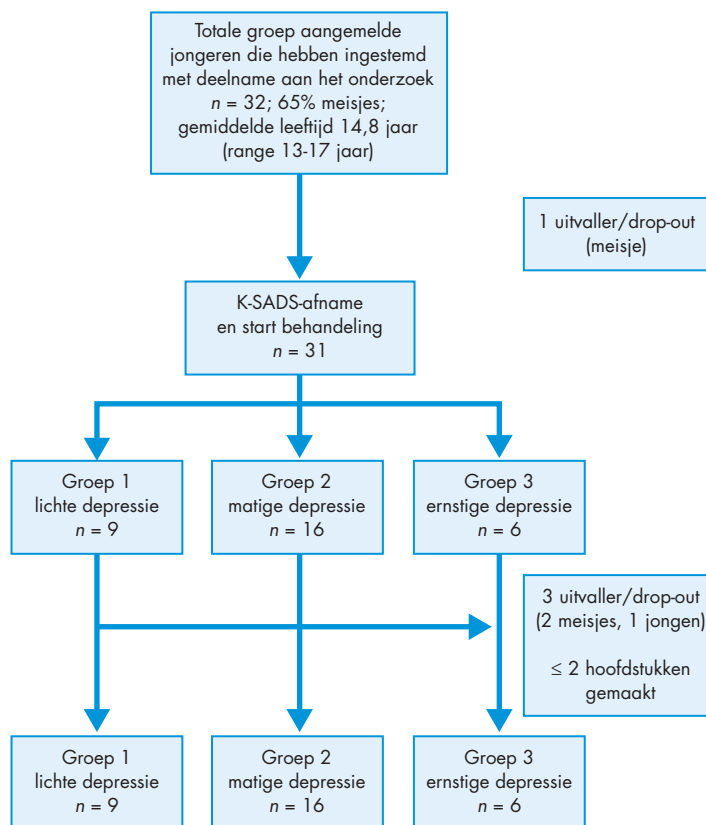 Totale groep aangemelde
jongeren die hebben ingestemd
met deelname aan het onderzoek
n = 32; 65% meisjes;
gemiddelde leeftijd 14,8 jaar
(range 13-17 jaar)
1 uitvaller/drop-out
(meisje)
K-SADS-afname
en start behandeling
n = 31
Groep 1
lichte depressie
n = 9
Groep 2
matige depressie
n = 16
Groep 3
ernstige depressie
n = 6
3 uitvaller/drop-out
(2 meisjes, 1 jongen)
≤ 2 hoofdstukken
gemaakt
Groep 1
lichte depressie
n = 9
Groep 2
matige depressie
n = 16
Groep 3
ernstige depressie
n = 6